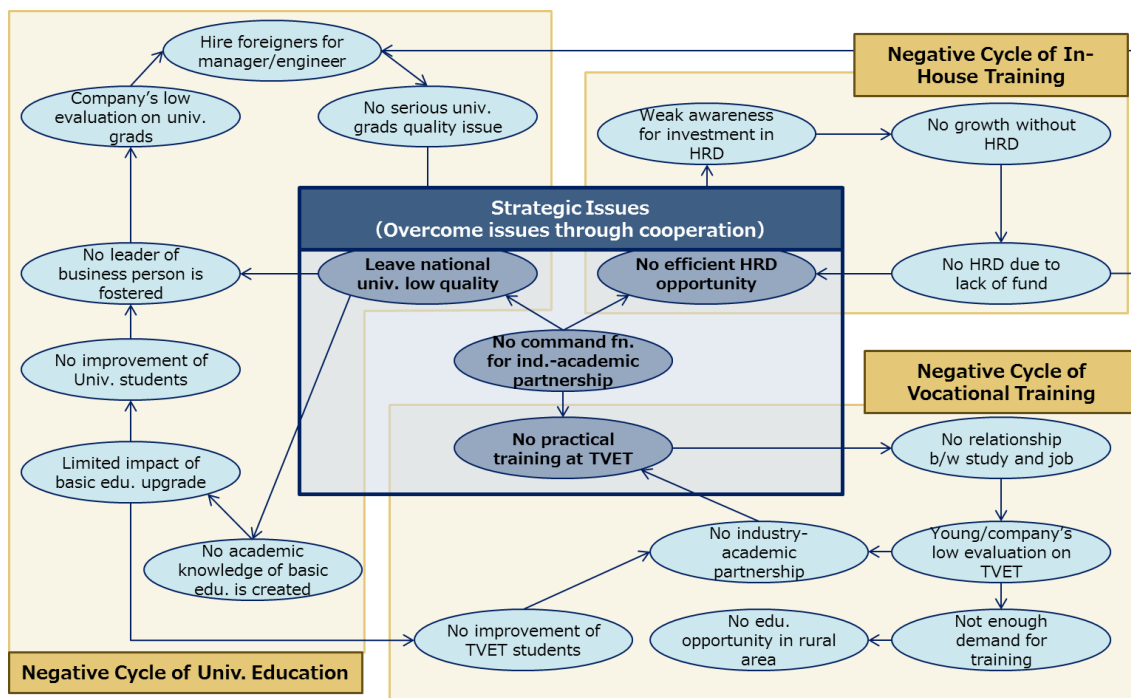 Hire foreigners for
manager/engineer
Negative Cycle of In-
House Training
Company's low
evaluation on univ.
grads
No serious univ.
grads quality issue
Weak awareness
for investment in
HRD
No growth without
HRD
Strategic Issues
(Overcome issues through cooperation)
No leader of
business person is
fostered
Leave national
univ. low quality
No efficient HRD
opportunity
No HRD due to
lack of fund
No command fn.
for ind.-academic
partnership
No improvement of
Univ. students
Negative Cycle of
Vocational Training
No practical
training at TVET
No relationship
b/w study and job
Limited impact of
basic edu. upgrade
No academic
knowledge of basic
edu. is created
No industry-
academic
partnership
Young/company's
low evaluation on
TVET
No improvement of
TVET students
No edu.
opportunity in rural
area
Not enough
demand for
training
Negative Cycle of Univ. Education